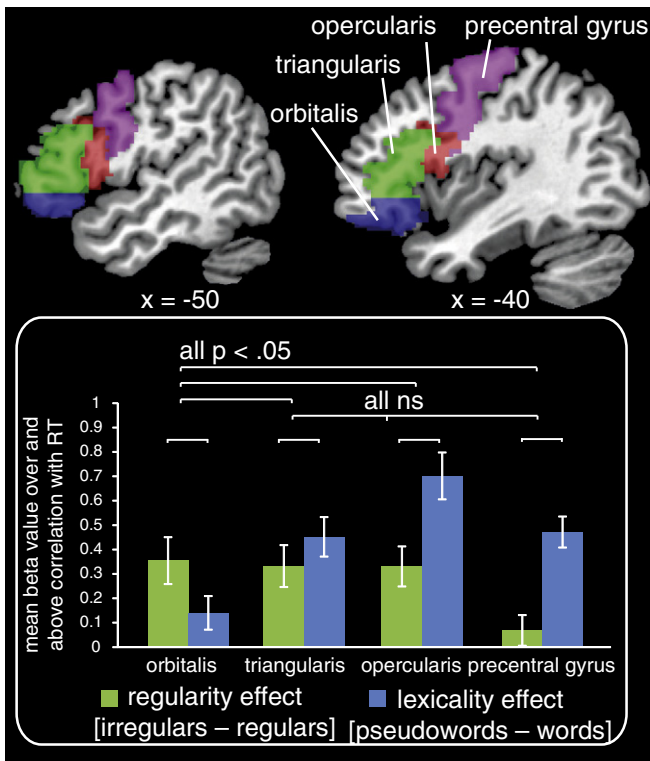 opercularis precentral gyrus
triangularis
orbitalis
x = -50
x = -40
all p < .05
all ns
mean beta value over and
above correlation with RT
1
0.9
0.8
0.7
0.6
0.5
0.4
0.3
0.2
0.1
0
orbitalis triangularis opercularis precentral gyrus
regularity effect
[irregulars – regulars]
lexicality effect
[pseudowords – words]